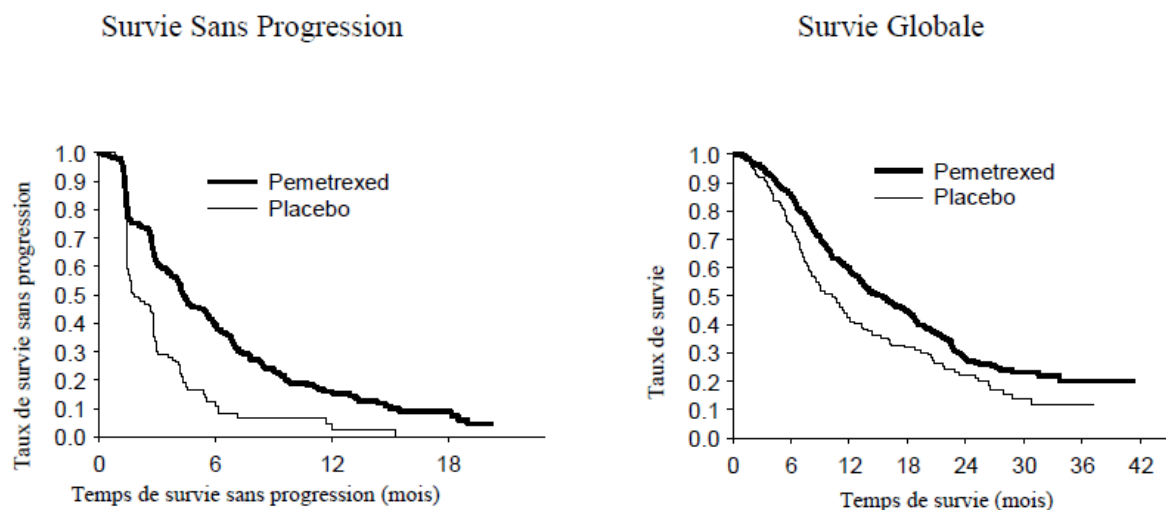 Survie Sans Progression
Taux de survie sans progression
1.0
0.9
0.8
0.7
0.6
0.5
0.4
0.3
0.2
0.1
0.0
Pemetrexed
Placebo
0 6 12 18
Temps de survie sans progression (mois)
Survie Globale
Taux de survie
1.0
0.9
0.8
0.7
0.6
0.5
0.4
0.3
0.2
0.1
0.0
Pemetrexed
Placebo
0 6 12 18 24 30 36 42
Temps de survie (mois)